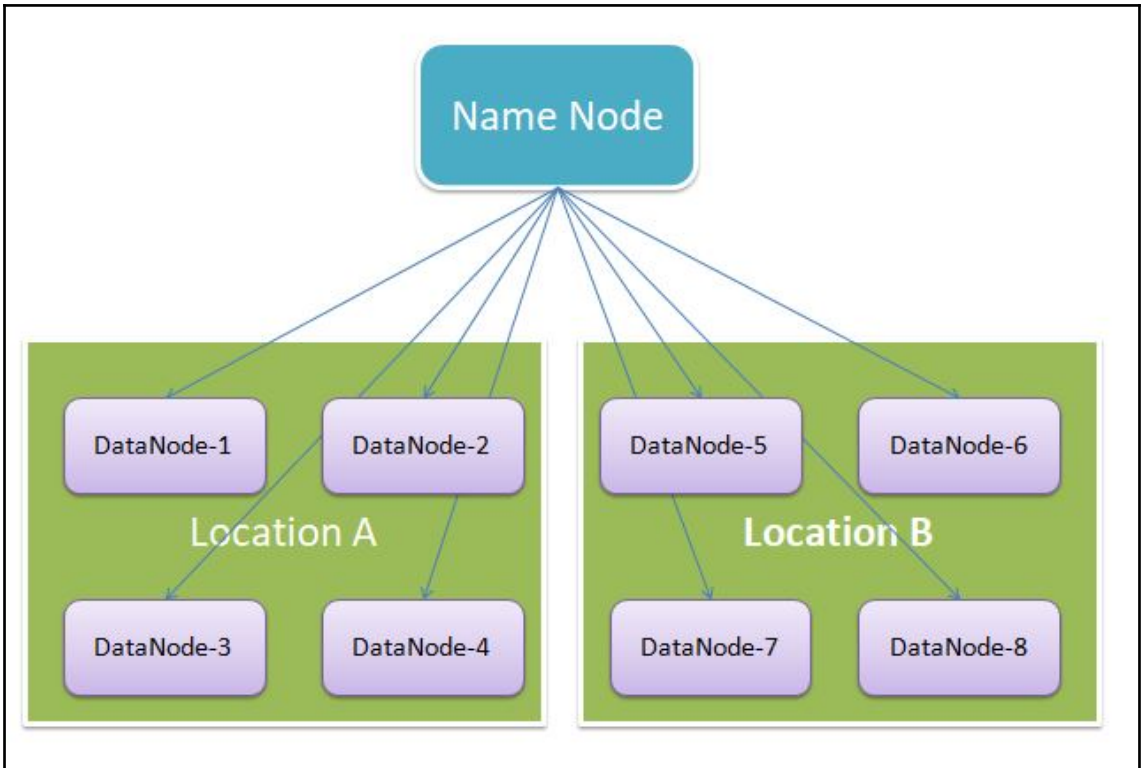 Name Node
DataNode-1
DataNode-2
Location A
DataNode-3
DataNode-4
DataNode-5
DataNode-6
Location B
DataNode-7
DataNode-8